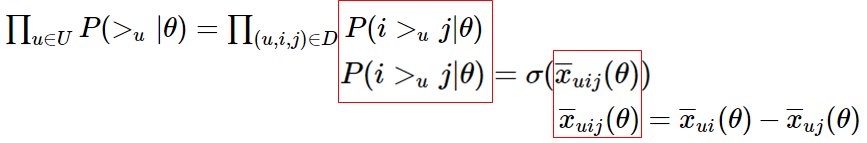 ∏_{u∈U} P(>_u |θ) = ∏_{(u,i,j)∈D} P(i >_u j|θ)
P(i >_u j|θ) = σ(x̅_{uij}(θ))
x̅_{uij}(θ) = x̅_{ui}(θ) − x̅_{uj}(θ)